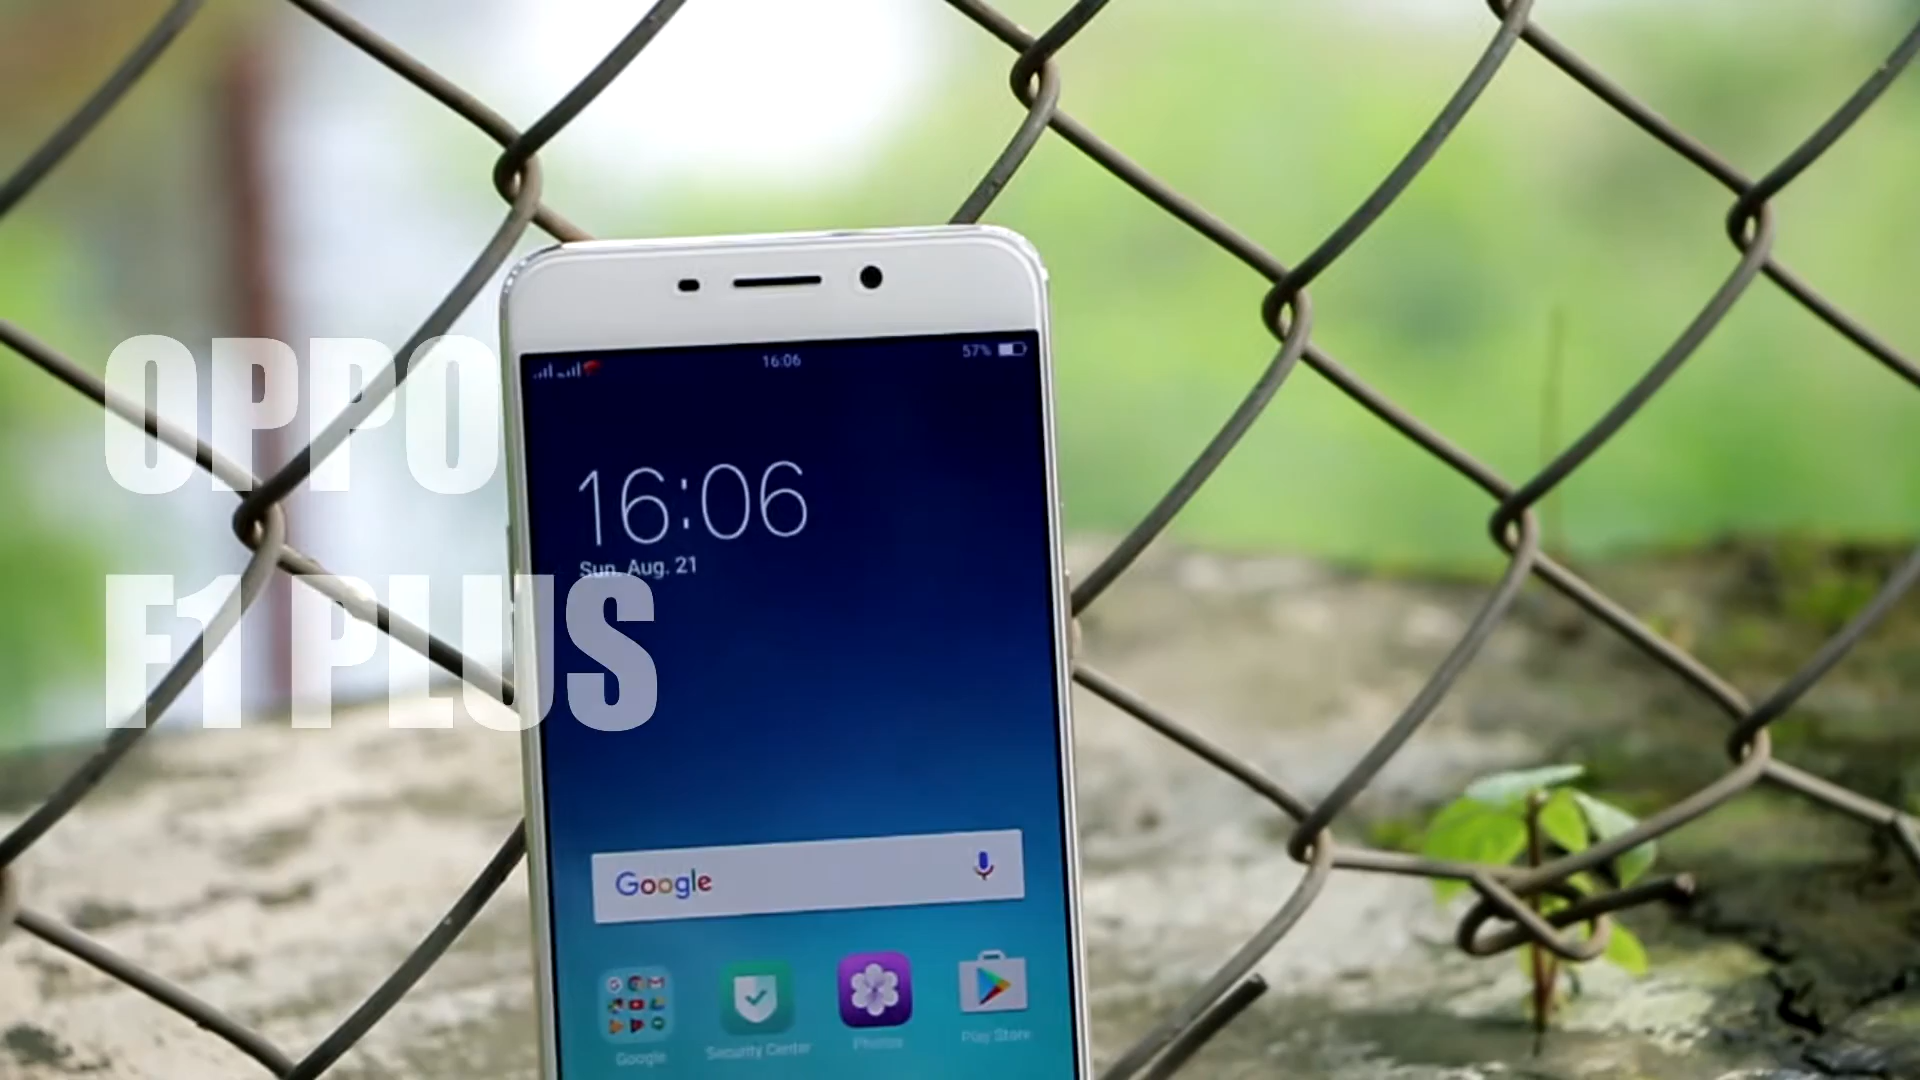 16:06
57%
16:06
Sun. Aug. 21
OPPO
F1 PLUS
Google
Google
Security Center
Photos
Play Store